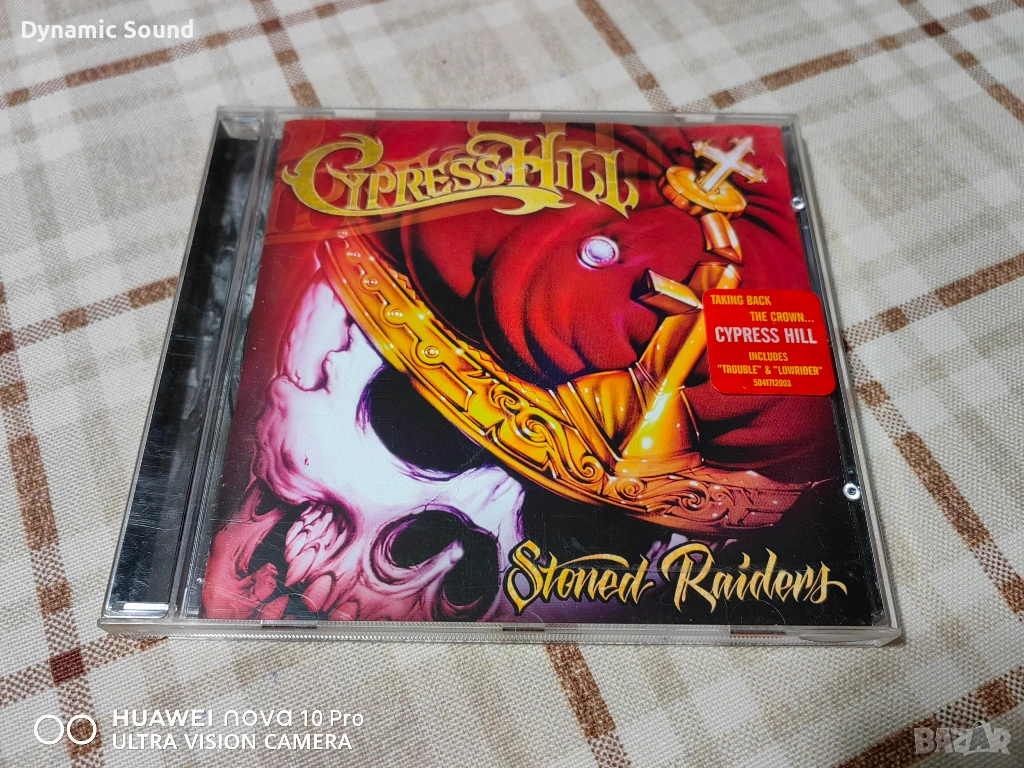 Dynamic Sound
CYPRESS HILL
TAKING BACK
THE CROWN...
CYPRESS HILL
INCLUDES
"TROUBLE" & "LOWRIDER"
5041712003
Stoned Raiders
HUAWEI nova 10 Pro
ULTRA VISION CAMERA
BAZAR